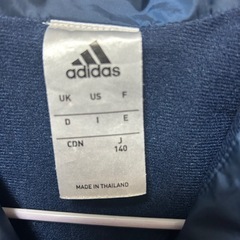 adidas
UK US F
D I E
CDN J
140
MADE IN THAILAND